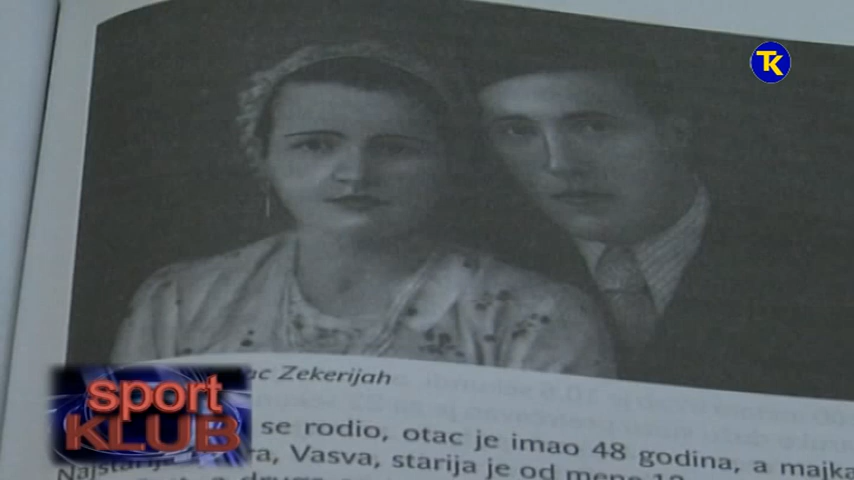 TK
ac Zekerijah
sport
KLUB
se rodio, otac je imao 48 godina, a majka
ra, Vasva, starija je od mene